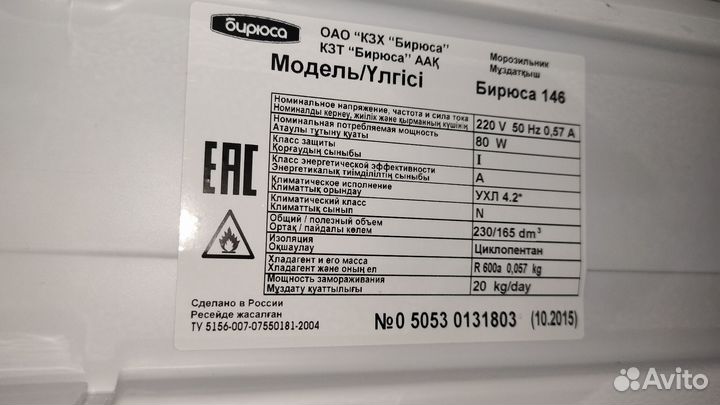 бирюса
ОАО “КЗХ “Бирюса”
КЗТ “Бирюса” ААҚ
Морозильник
Мұздатқыш
Модель/Үлгісі
Бирюса 146
Номинальное напряжение, частота и сила тока
Номиналды кернеу, жиілік және қырманның күшінің
220 V 50 Hz 0,57 A
Номинальная потребляемая мощность
Атаулы тұтыну қуаты
80 W
Класс защиты
Қорғаудың сыныбы
I
Класс энергетической эффективности
Энергетикалық тиімділілтің сыныбы
A
Климатическое исполнение
Климаттық орындау
УХЛ 4.2*
Климатический класс
Климаттық сынып
N
Общий / полезный объем
Ортақ / пайдалы көлем
230/165 dm³
Изоляция
Оқшаулау
Циклопентан
Хладагент и его масса
Хладагент және оның ел
R 600a 0,057 kg
Мощность замораживания
Мұздату қуаттылығы
20 kg/day
EAC
Сделано в России
Ресейде жасалған
ТУ 5156-007-07550181-2004
№0 5053 0131803 (10.2015)
Avito